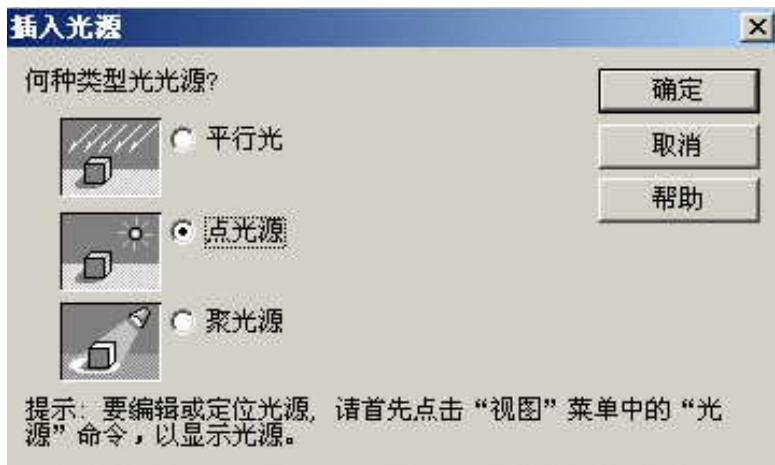 插入光源
何种类型光光源?
确定
平行光
取消
帮助
点光源
聚光源
提示: 要编辑或定位光源, 请首先点击“视图”菜单中的“光
源”命令，以显示光源。